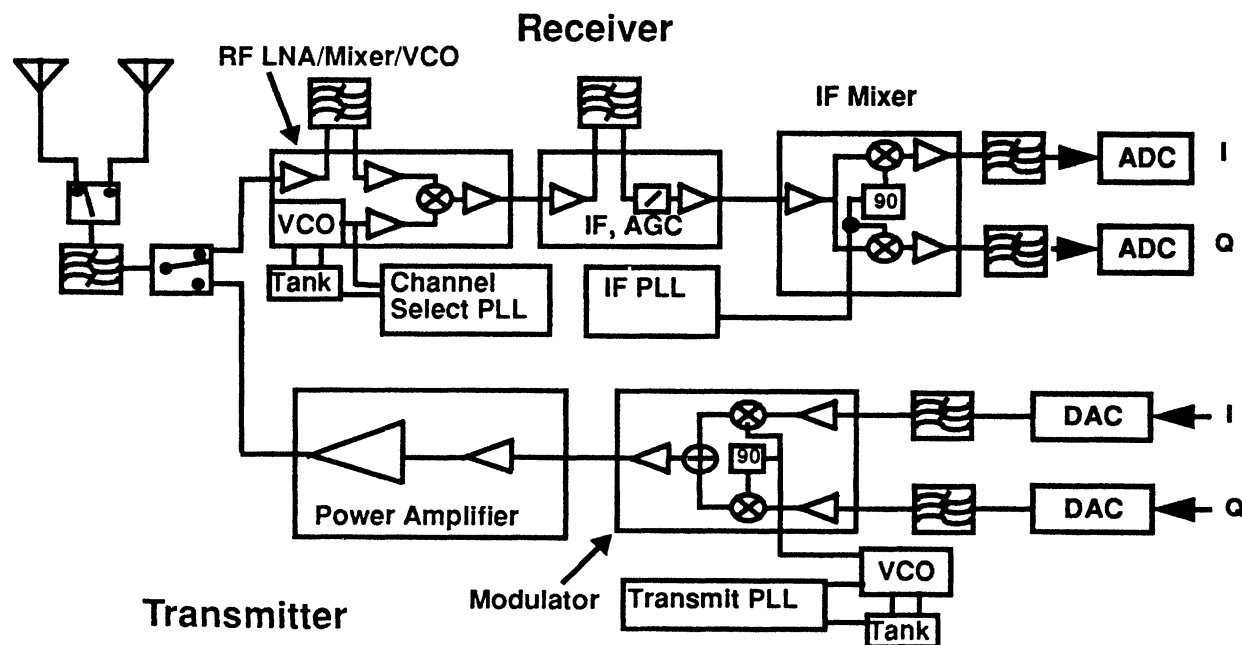 Receiver
RF LNA/Mixer/VCO
IF Mixer
ADC
I
90
VCO
IF, AGC
ADC
Q
Tank
Channel
Select PLL
IF PLL
DAC
I
90
Power Amplifier
DAC
Q
VCO
Modulator
Transmit PLL
Transmitter
Tank